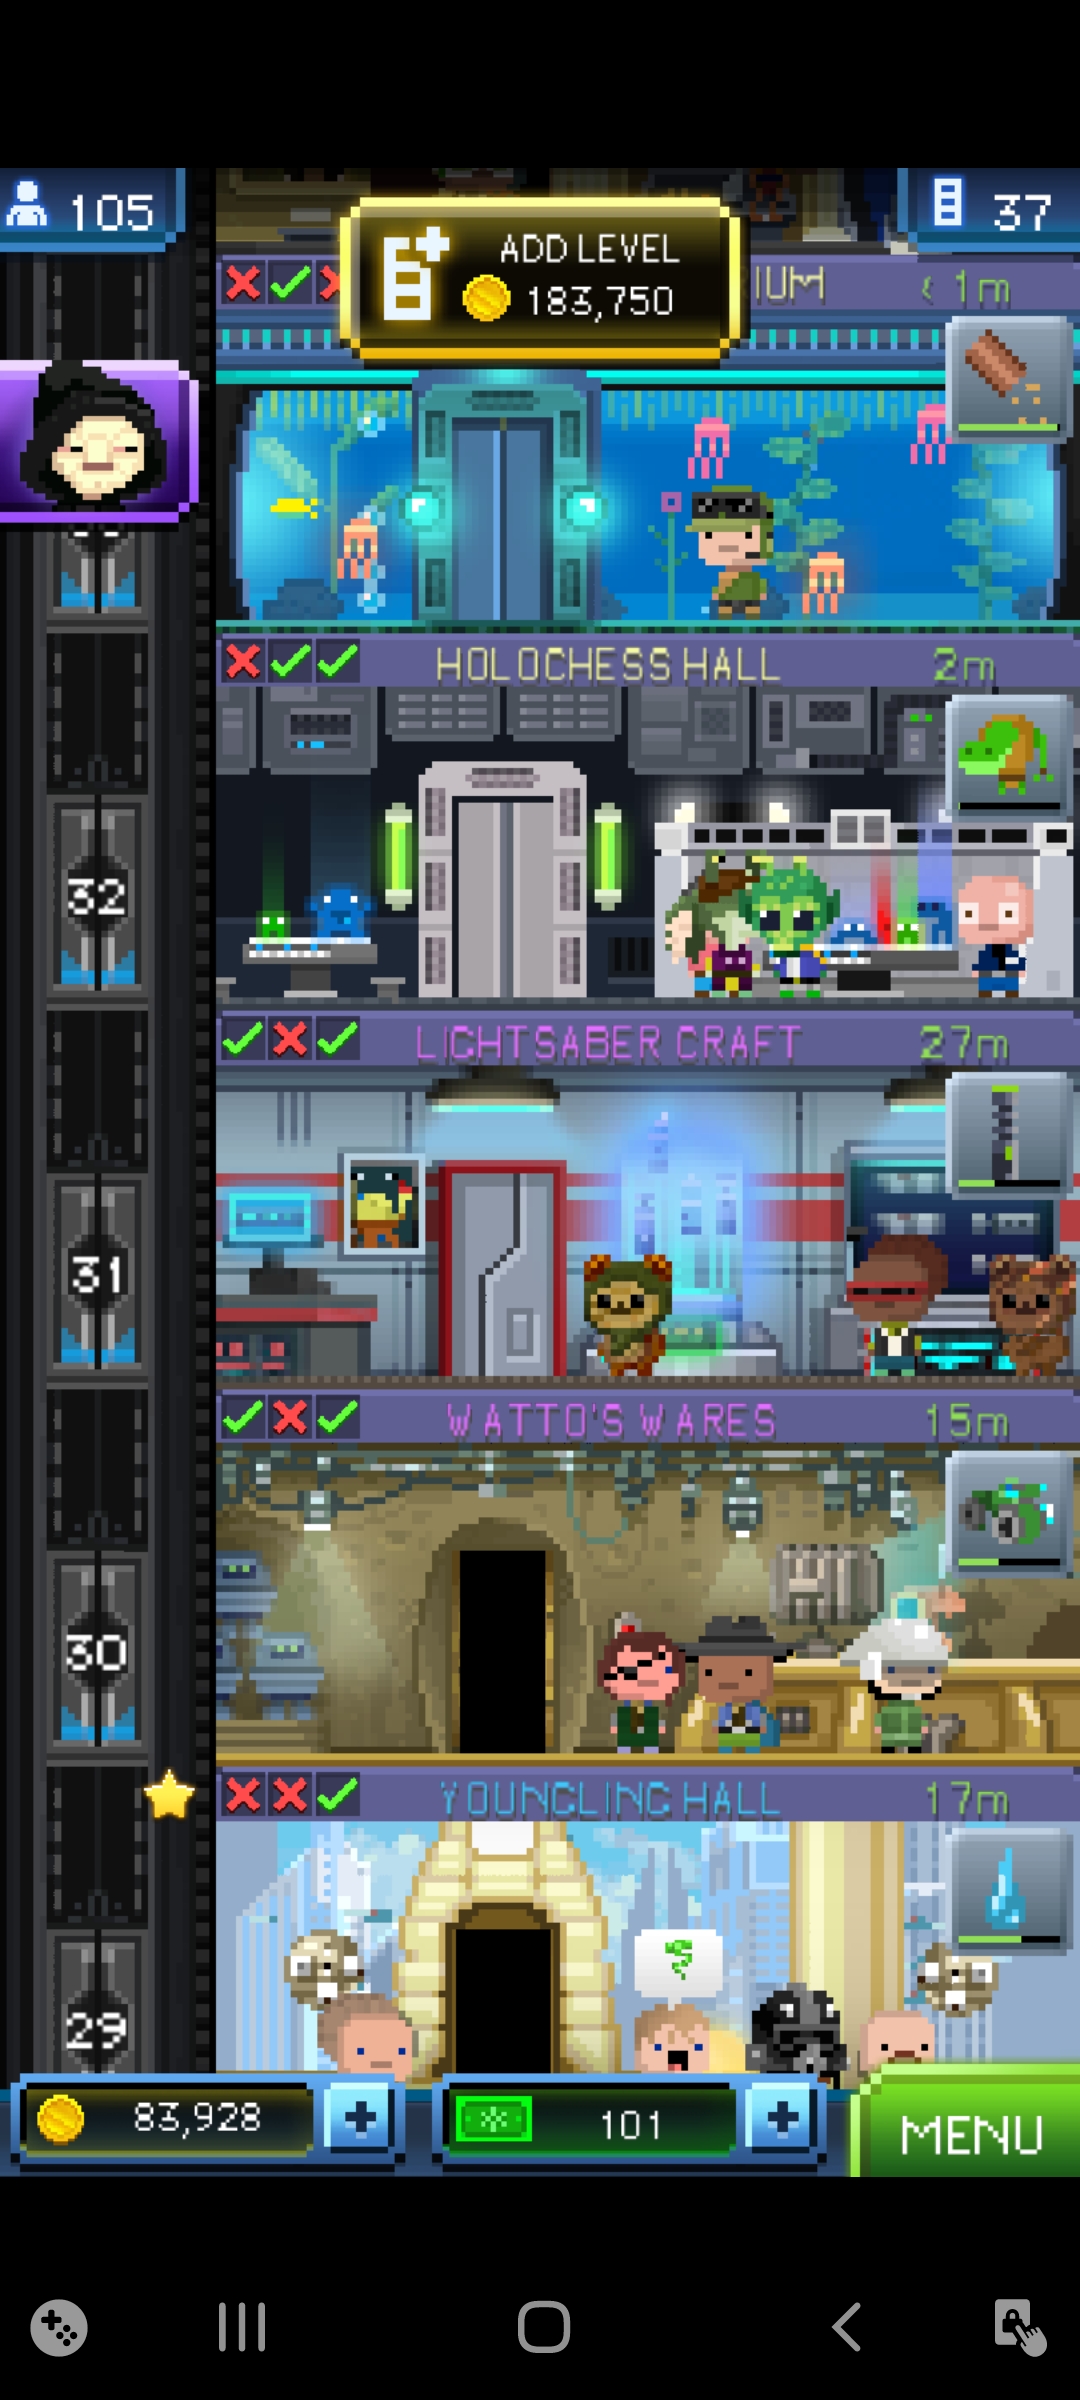 105
37
ADD LEVEL
183,750
IUM
< 1m
HOLOCHESS HALL
2m
32
LIGHTSABER CRAFT
27m
31
WATTO'S WARES
15m
30
YOUNGLING HALL
17m
29
83,928
101
MENU